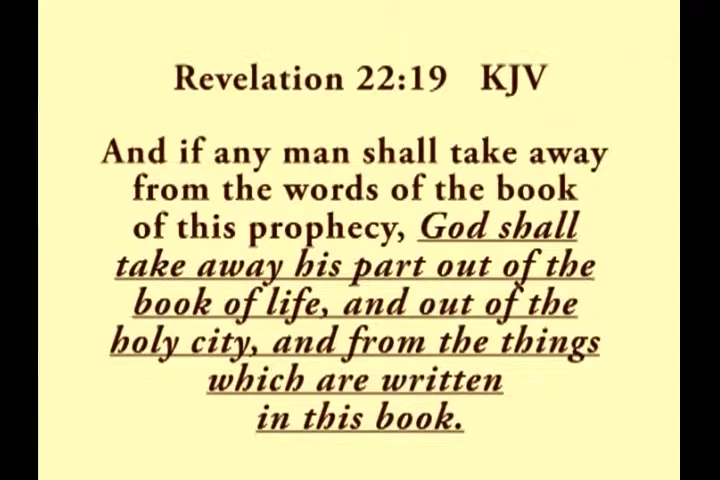 Revelation 22:19 KJV
And if any man shall take away
from the words of the book
of this prophecy, God shall
take away his part out of the
book of life, and out of the
holy city, and from the things
which are written
in this book.